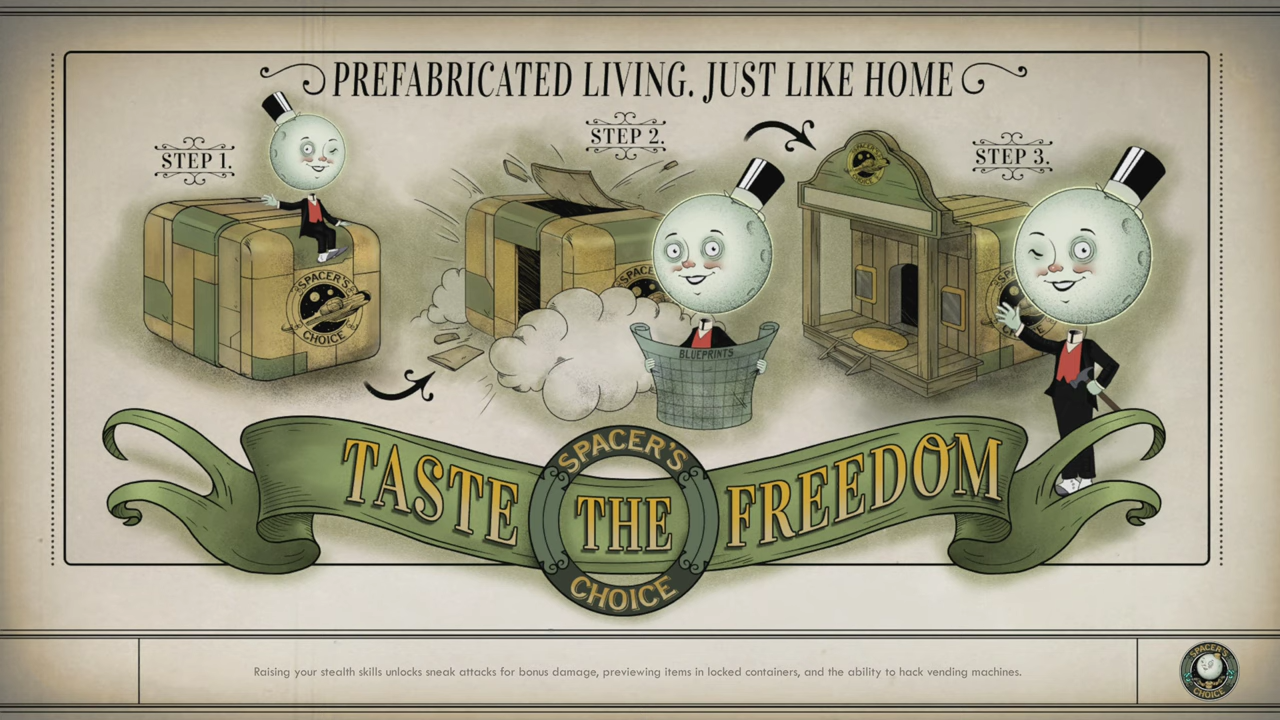 PREFABRICATED LIVING. JUST LIKE HOME
STEP 1.
STEP 2.
STEP 3.
SPACER'S
CHOICE
SPACER'S
CHOICE
BLUEPRINTS
SPACER'S
TASTE THE FREEDOM
CHOICE
Raising your stealth skills unlocks sneak attacks for bonus damage, previewing items in locked containers, and the ability to hack vending machines.
SPACER'S
CHOICE